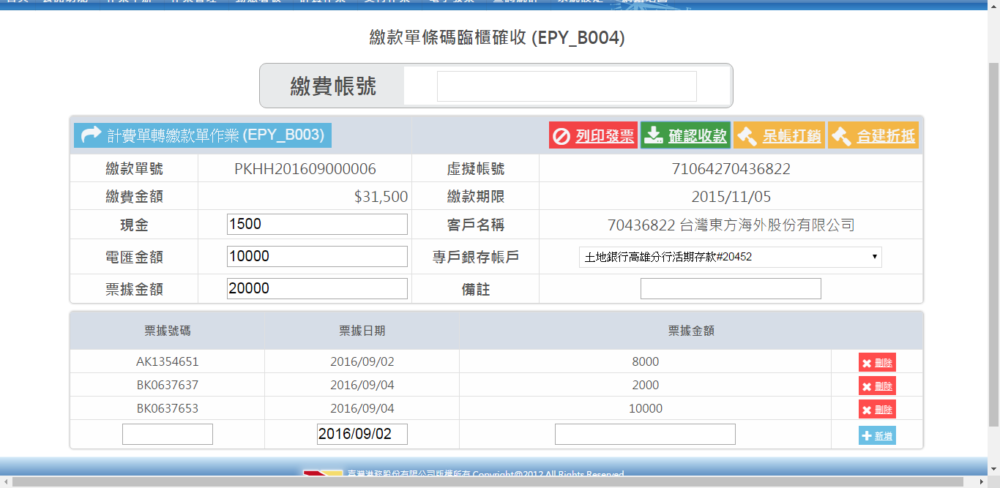 繳款單條碼臨櫃確收 (EPY_B004)
繳費帳號
計費單轉繳款單作業 (EPY_B003) 列印發票 確認收款 呆帳打銷 合建折抵
繳款單號 PKHH201609000006 虛擬帳號 71064270436822
繳費金額 $31,500 繳款期限 2015/11/05
現金 1500 客戶名稱 70436822 台灣東方海外股份有限公司
電匯金額 10000 專戶銀存帳戶 土地銀行高雄分行活期存款#20452
票據金額 20000 備註
票據號碼 票據日期 票據金額
AK1354651 2016/09/02 8000 刪除
BK0637637 2016/09/04 2000 刪除
BK0637653 2016/09/04 10000 刪除
2016/09/02 新增
臺灣港務股份有限公司版權所有 Copyright@2012 All Rights Reserved